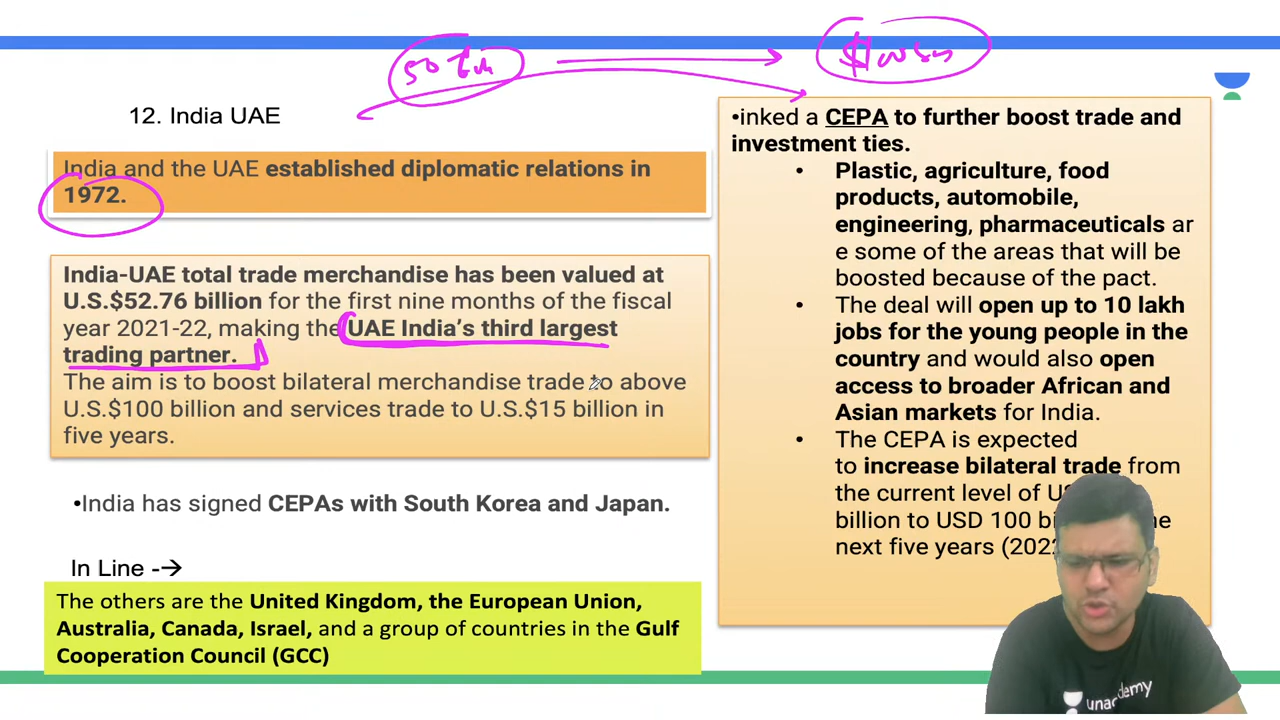 50th
12. India UAE
India and the UAE established diplomatic relations in
1972.
India-UAE total trade merchandise has been valued at
U.S.$52.76 billion for the first nine months of the fiscal
year 2021-22, making the UAE India's third largest
trading partner.
The aim is to boost bilateral merchandise trade to above
U.S.$100 billion and services trade to U.S.$15 billion in
five years.
•India has signed CEPAs with South Korea and Japan.
In Line -→
The others are the United Kingdom, the European Union,
Australia, Canada, Israel, and a group of countries in the Gulf
Cooperation Council (GCC)
•inked a CEPA to further boost trade and
investment ties.
• Plastic, agriculture, food
products, automobile,
engineering, pharmaceuticals ar
e some of the areas that will be
boosted because of the pact.
• The deal will open up to 10 lakh
jobs for the young people in the
country and would also open
access to broader African and
Asian markets for India.
• The CEPA is expected
to increase bilateral trade from
the current level of
billion to USD 100
next five years
unacademy